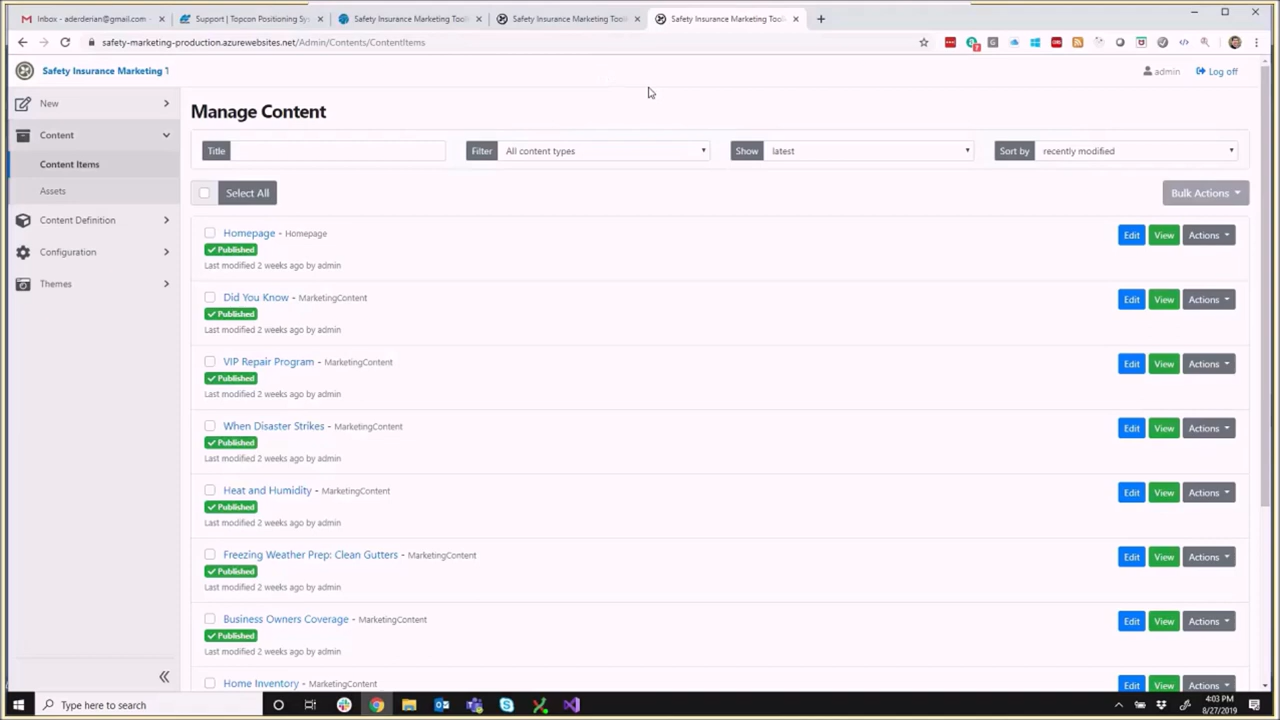 Inbox - aderderian@gmail.com -
Support | Topcon Positioning Sy
Safety Insurance Marketing Tool
Safety Insurance Marketing Tool
Safety Insurance Marketing Tool
safety-marketing-production.azurewebsites.net/Admin/Contents/ContentItems
Safety Insurance Marketing 1
admin
Log off
New
Content
Content Items
Assets
Content Definition
Configuration
Themes
Manage Content
Title
Filter All content types
Show latest
Sort by recently modified
Select All
Bulk Actions
Homepage - Homepage
Published
Last modified 2 weeks ago by admin
Edit View Actions
Did You Know - MarketingContent
Published
Last modified 2 weeks ago by admin
Edit View Actions
VIP Repair Program - MarketingContent
Published
Last modified 2 weeks ago by admin
Edit View Actions
When Disaster Strikes - MarketingContent
Published
Last modified 2 weeks ago by admin
Edit View Actions
Heat and Humidity - MarketingContent
Published
Last modified 2 weeks ago by admin
Edit View Actions
Freezing Weather Prep: Clean Gutters - MarketingContent
Published
Last modified 2 weeks ago by admin
Edit View Actions
Business Owners Coverage - MarketingContent
Published
Last modified 2 weeks ago by admin
Edit View Actions
Home Inventory - MarketingContent
Edit View Actions
Type here to search
4:03 PM
8/27/2019